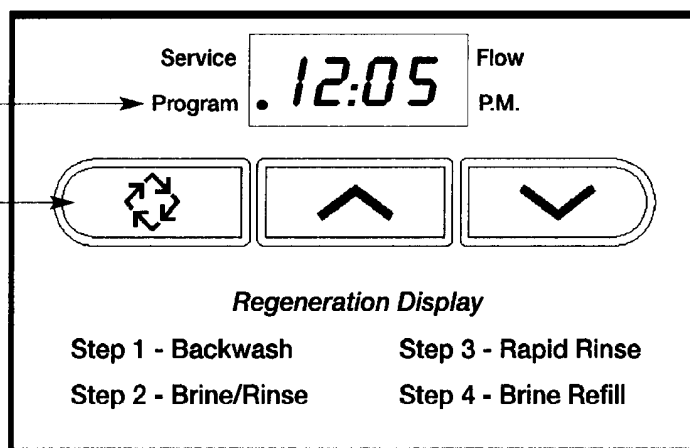 Service
Flow
.12:05
Program
P.M.
Regeneration Display
Step 1 - Backwash
Step 3 - Rapid Rinse
Step 2 - Brine/Rinse
Step 4 - Brine Refill